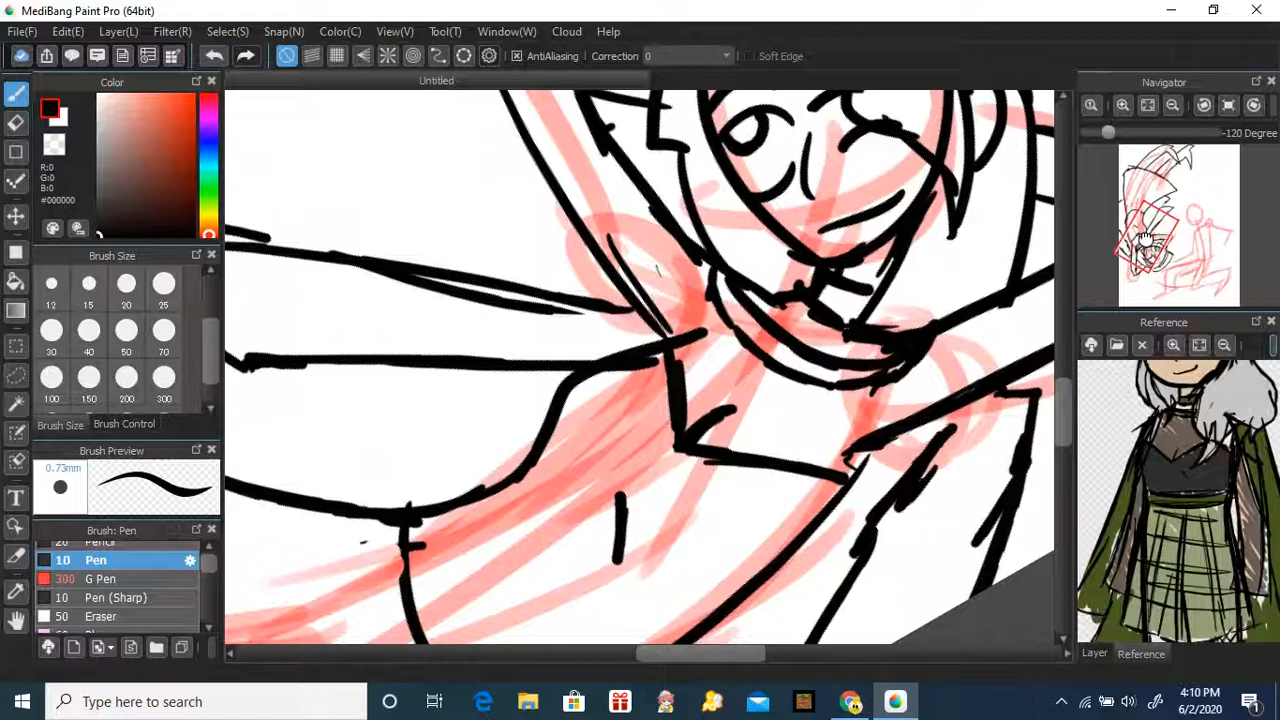 MediBang Paint Pro (64bit)
File(F) Edit(E) Layer(L) Filter(R) Select(S) Snap(N) Color(C) View(V) Tool(T) Window(W) Cloud Help
AntiAliasing Correction 0 Soft Edge
Color
Untitled
Navigator
-120 Degree
R:0
G:0
B:0
#000000
Brush Size
12 15 20 25
30 40 50 70
100 150 200 300
Brush Size Brush Control
Brush Preview
0.73mm
Brush: Pen
20 Pencil
10 Pen
300 G Pen
10 Pen (Sharp)
50 Eraser
Reference
Layer Reference
Type here to search
4:10 PM
6/2/2020